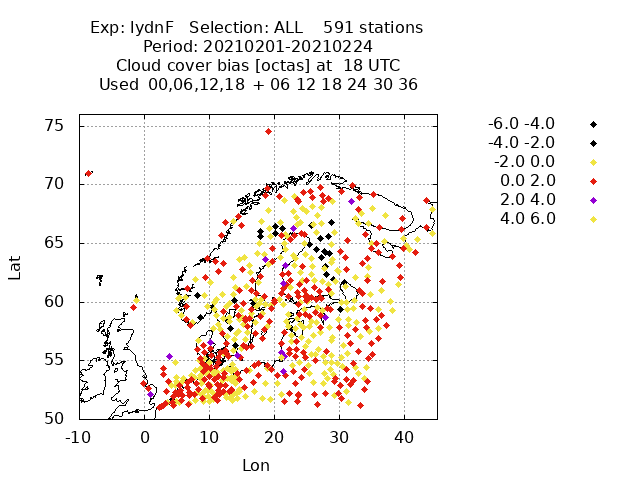 Exp: IydnF   Selection: ALL    591 stations
Period: 20210201-20210224
Cloud cover bias [octas] at  18 UTC
Used  00,06,12,18  + 06 12 18 24 30 36
-6.0 -4.0
-4.0 -2.0
-2.0 0.0
0.0 2.0
2.0 4.0
4.0 6.0
75
70
65
60
55
50
Lat
-10 0 10 20 30 40
Lon